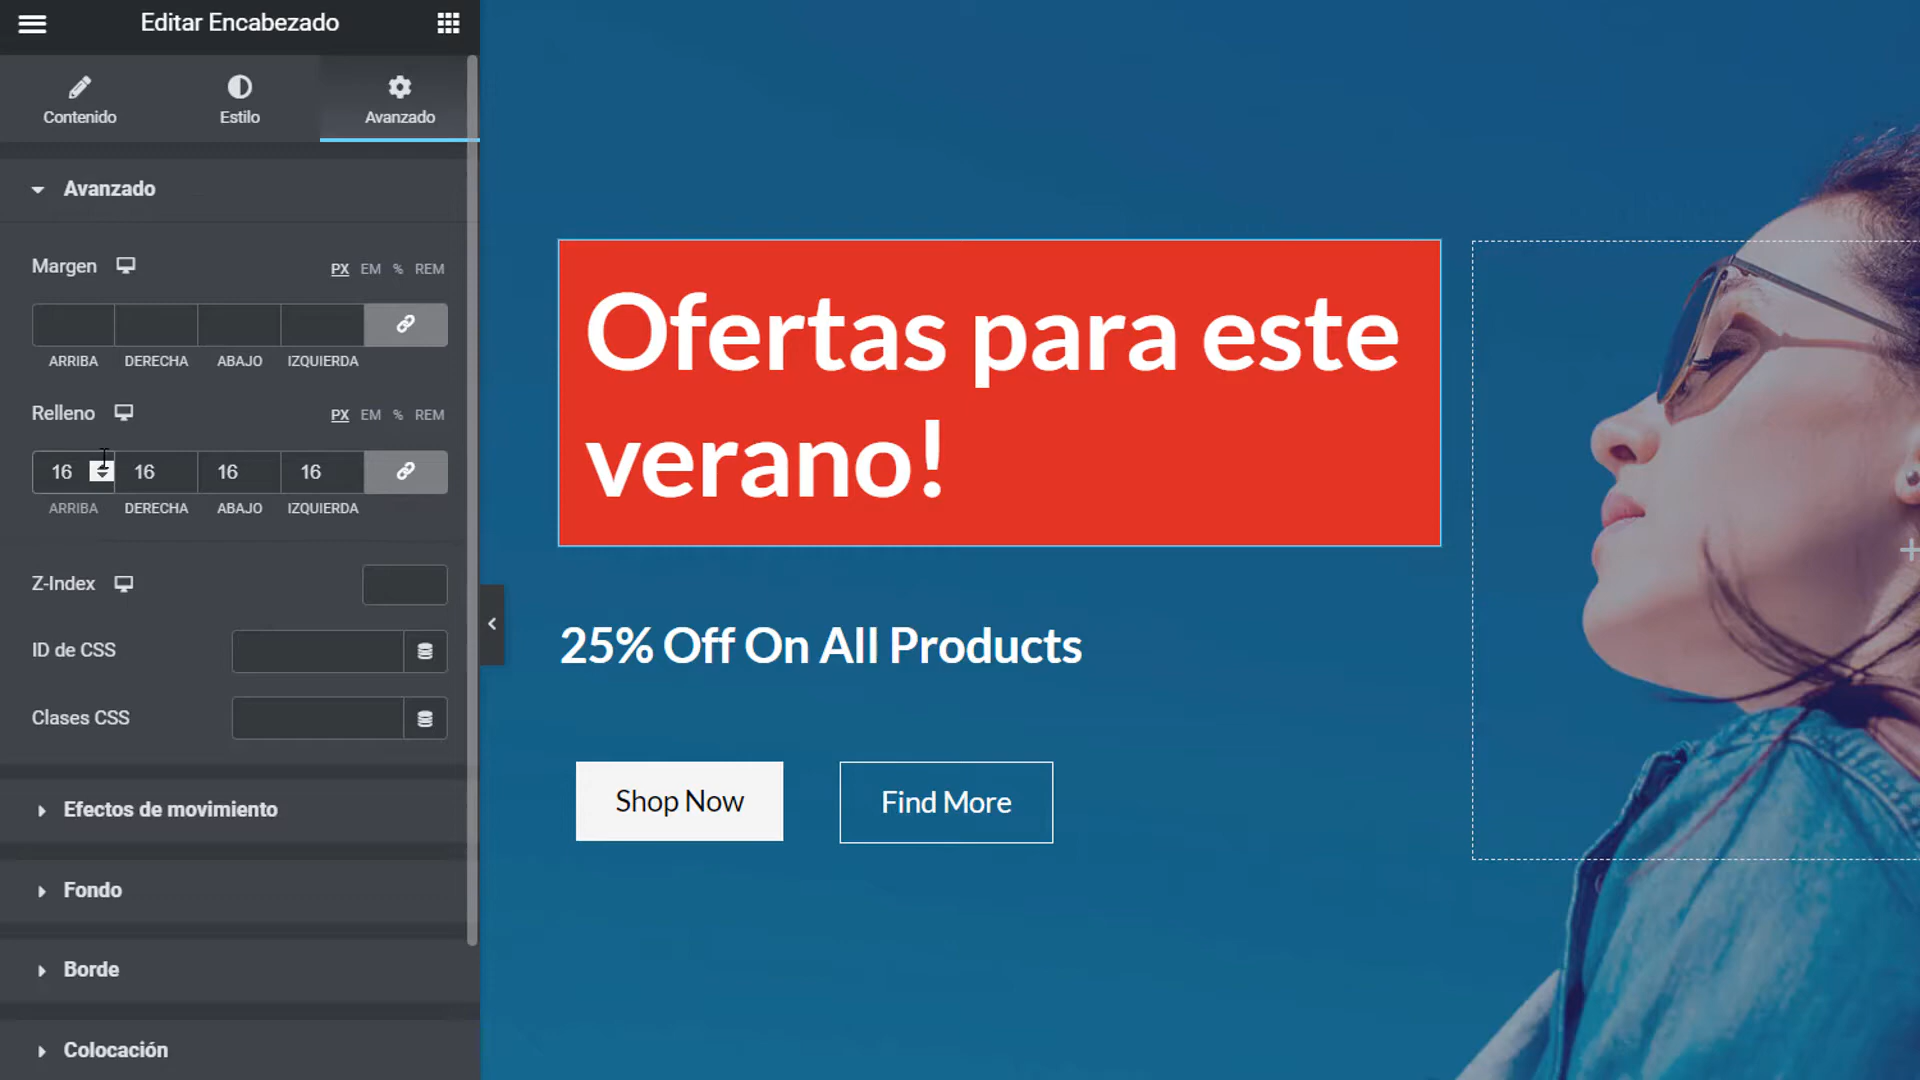 Editar Encabezado
Contenido
Estilo
Avanzado
Avanzado
Margen
PX EM % REM
ARRIBA DERECHA ABAJO IZQUIERDA
Relleno
PX EM % REM
16 16 16 16
ARRIBA DERECHA ABAJO IZQUIERDA
Z-Index
ID de CSS
Clases CSS
Efectos de movimiento
Fondo
Borde
Colocación
Ofertas para este
verano!
25% Off On All Products
Shop Now
Find More